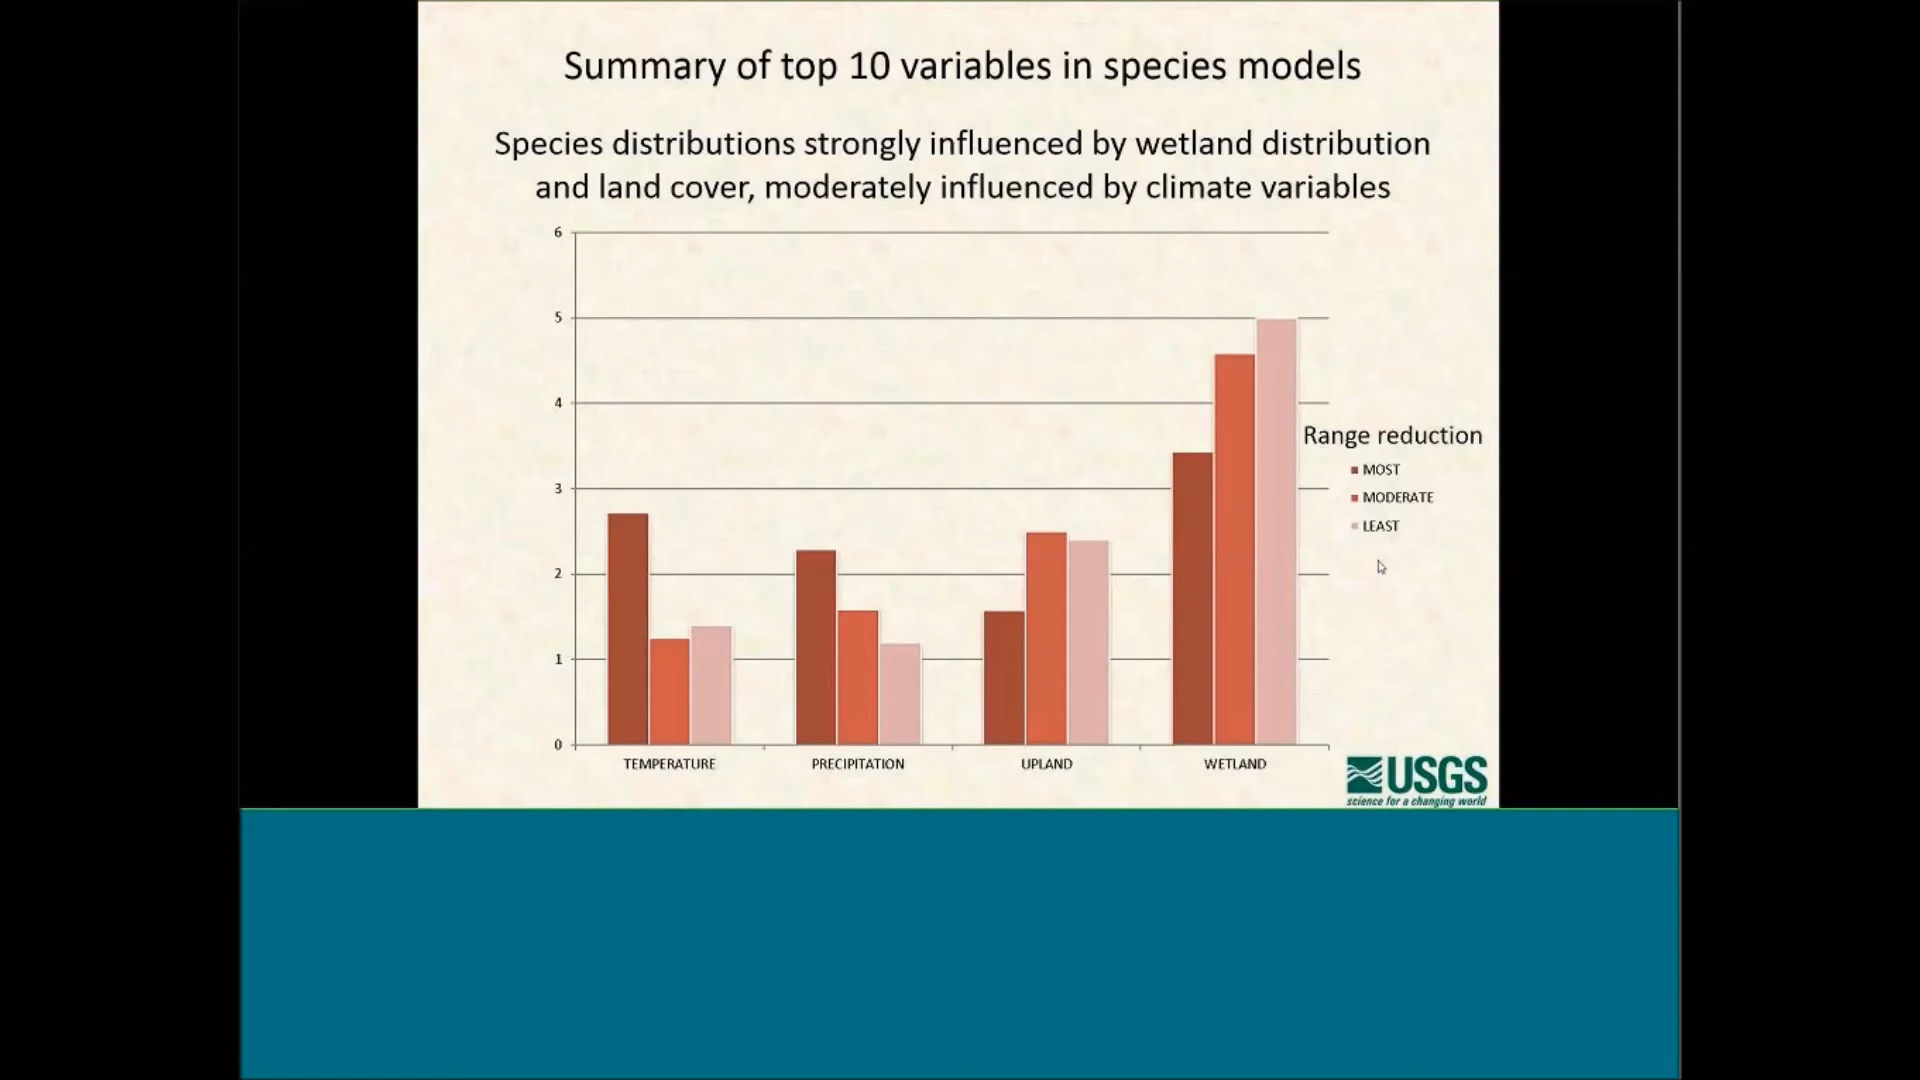 Summary of top 10 variables in species models
Species distributions strongly influenced by wetland distribution
and land cover, moderately influenced by climate variables
6
5
4
3
2
1
0
TEMPERATURE
PRECIPITATION
UPLAND
WETLAND
Range reduction
MOST
MODERATE
LEAST
USGS
science for a changing world